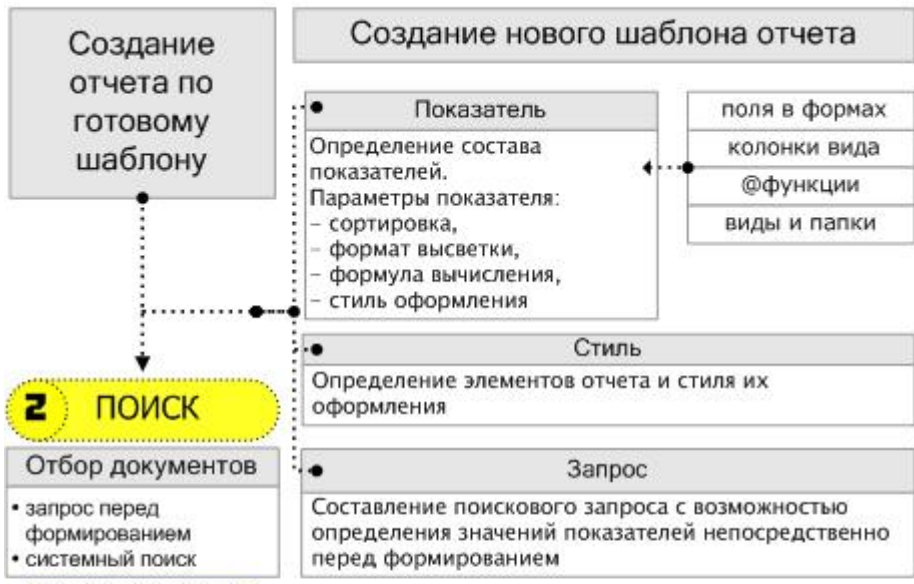 Создание
отчета по
готовому
шаблону
Создание нового шаблона отчета
Показатель
Определение состава
показателей.
Параметры показателя:
– сортировка,
– формат высветки,
– формула вычисления,
– стиль оформления
поля в формах
колонки вида
@функции
виды и папки
Стиль
Определение элементов отчета и стиля их
оформления
2 ПОИСК
Отбор документов
• запрос перед
формированием
• системный поиск
Запрос
Составление поискового запроса с возможностью
определения значений показателей непосредственно
перед формированием